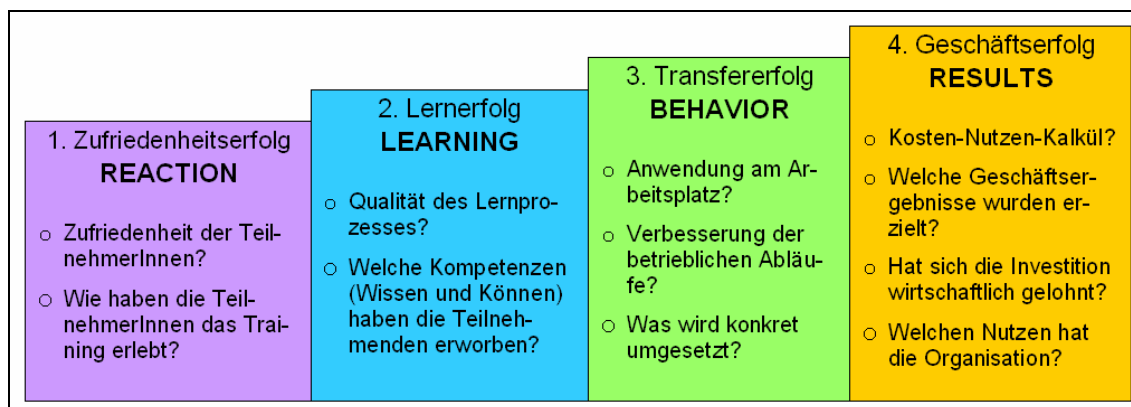 1. Zufriedenheitserfolg
REACTION
○ Zufriedenheit der Teil-
nehmerInnen?
○ Wie haben die Teil-
nehmerInnen das Trai-
ning erlebt?
2. Lernerfolg
LEARNING
○ Qualität des Lernpro-
zesses?
○ Welche Kompetenzen
(Wissen und Können)
haben die Teilneh-
menden erworben?
3. Transfererfolg
BEHAVIOR
○ Anwendung am Ar-
beitsplatz?
○ Verbesserung der
betrieblichen Abläu-
fe?
○ Was wird konkret
umgesetzt?
4. Geschäftserfolg
RESULTS
○ Kosten-Nutzen-Kalkül?
○ Welche Geschäftser-
gebnisse wurden er-
zielt?
○ Hat sich die Investition
wirtschaftlich gelohnt?
○ Welchen Nutzen hat
die Organisation?